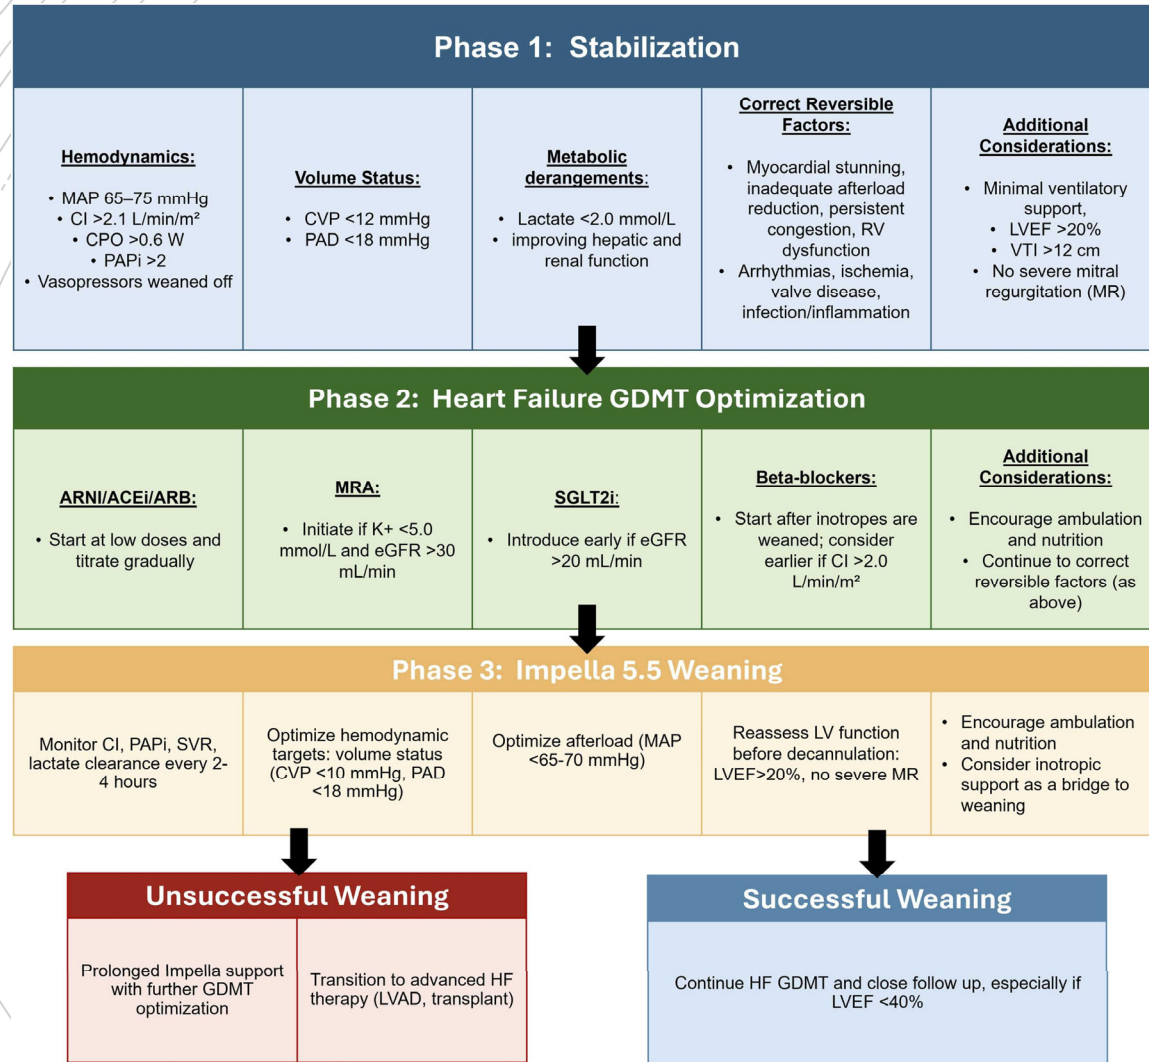 Phase 1: Stabilization
Hemodynamics:
• MAP 65–75 mmHg
• CI >2.1 L/min/m²
• CPO >0.6 W
• PAPi >2
• Vasopressors weaned off
Volume Status:
• CVP <12 mmHg
• PAD <18 mmHg
Metabolic
derangements:
• Lactate <2.0 mmol/L
• improving hepatic and
renal function
Correct Reversible
Factors:
• Myocardial stunning,
inadequate afterload
reduction, persistent
congestion, RV
dysfunction
• Arrhythmias, ischemia,
valve disease,
infection/inflammation
Additional
Considerations:
• Minimal ventilatory
support,
• LVEF >20%
• VTI >12 cm
• No severe mitral
regurgitation (MR)
Phase 2: Heart Failure GDMT Optimization
ARNI/ACEi/ARB:
• Start at low doses and
titrate gradually
MRA:
• Initiate if K+ <5.0
mmol/L and eGFR >30
mL/min
SGLT2i:
• Introduce early if eGFR
>20 mL/min
Beta-blockers:
• Start after inotropes are
weaned; consider
earlier if CI >2.0
L/min/m²
Additional
Considerations:
• Encourage ambulation
and nutrition
• Continue to correct
reversible factors (as
above)
Phase 3: Impella 5.5 Weaning
Monitor CI, PAPi, SVR,
lactate clearance every 2-
4 hours
Optimize hemodynamic
targets: volume status
(CVP <10 mmHg, PAD
<18 mmHg)
Optimize afterload (MAP
<65-70 mmHg)
Reassess LV function
before decannulation:
LVEF>20%, no severe MR
• Encourage ambulation
and nutrition
• Consider inotropic
support as a bridge to
weaning
Unsuccessful Weaning
Prolonged Impella support
with further GDMT
optimization
Transition to advanced HF
therapy (LVAD, transplant)
Successful Weaning
Continue HF GDMT and close follow up, especially if
LVEF <40%